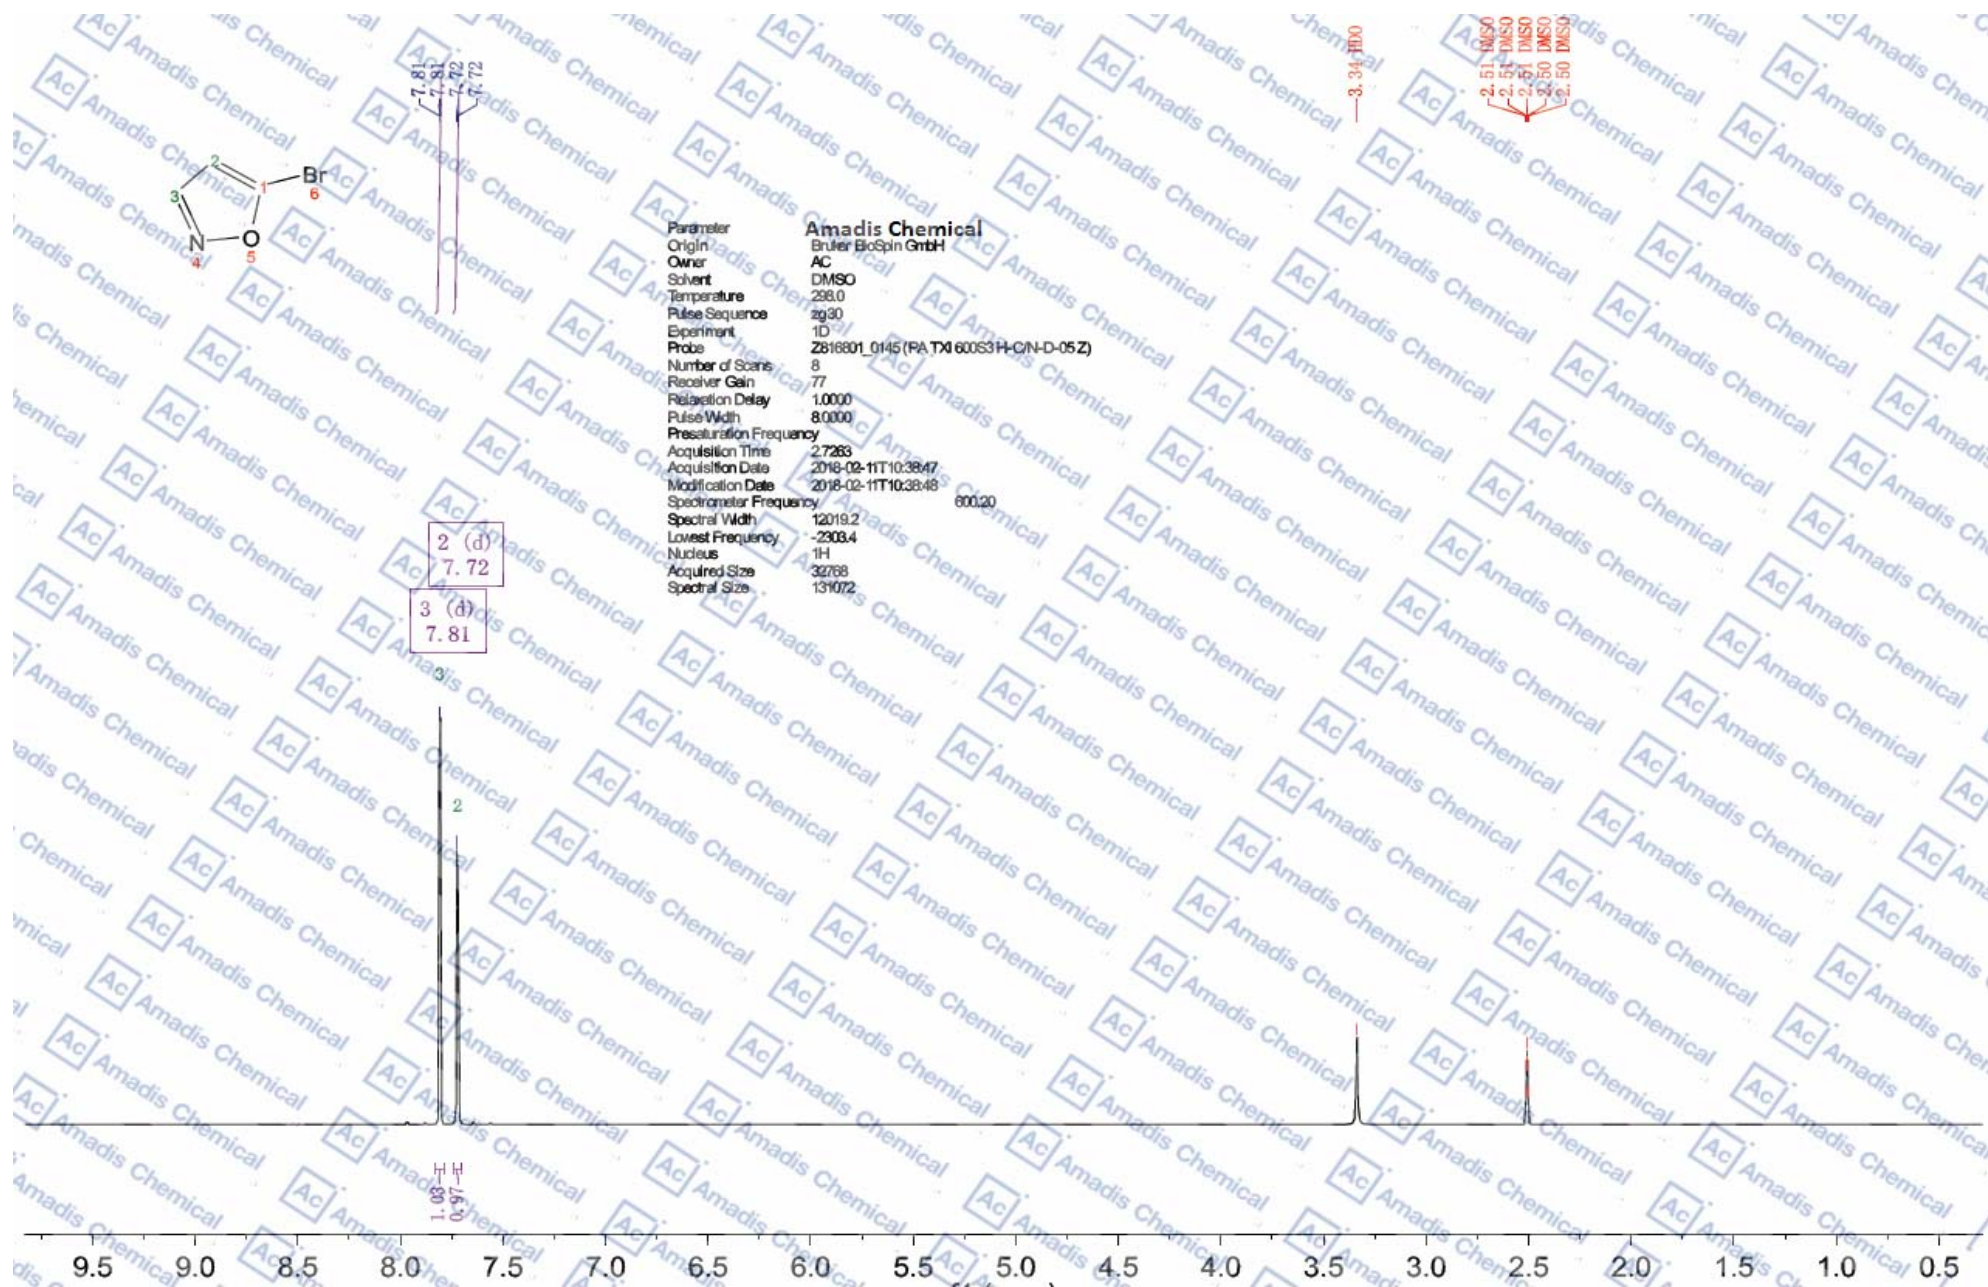 7.81
7.81
7.72
7.72
3.34 HDO
2.51 DMSO
2.51 DMSO
2.51 DMSO
2.50 DMSO
2.50 DMSO
2
3
1
Br
6
N
4
O
5
Parameter Amadis Chemical
Origin Bruker BioSpin GmbH
Owner AC
Solvent DMSO
Temperature 298.0
Pulse Sequence zg30
Experiment 1D
Probe Z816801_0145 (PA TXI 600S3 H-C/N-D-05 Z)
Number of Scans 8
Receiver Gain 77
Relaxation Delay 1.0000
Pulse Width 8.0000
Presaturation Frequency
Acquisition Time 2.7263
Acquisition Date 2018-02-11T10:38:47
Modification Date 2018-02-11T10:38:48
Spectrometer Frequency 600.20
Spectral Width 12019.2
Lowest Frequency -2303.4
Nucleus 1H
Acquired Size 32768
Spectral Size 131072
2 (d)
7.72
3 (d)
7.81
3
2
1.03
0.97
9.5 9.0 8.5 8.0 7.5 7.0 6.5 6.0 5.5 5.0 4.5 4.0 3.5 3.0 2.5 2.0 1.5 1.0 0.5
Ac Amadis Chemical